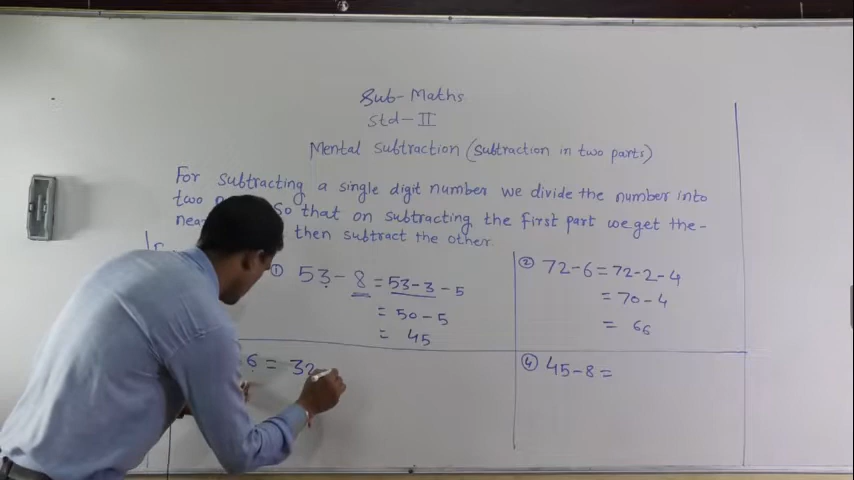 Sub- Maths
Std- II
Mental Subtraction (subtraction in two parts)
For subtracting a single digit number we divide the number into
two So that on subtracting the first part we get the-
then subtract the other.
① 53-8=53-3-5
= 50-5
= 45
② 72-6=72-2-4
= 70-4
= 66
6 = 32
④ 45-8=